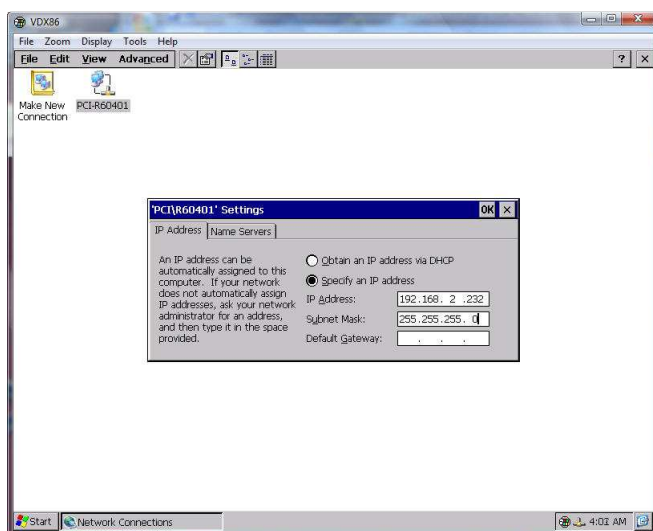 VDX86
File Zoom Display Tools Help
File Edit View Advanced ? ×
Make New Connection
PCI-R60401
'PCI\R60401' Settings OK ×
IP Address Name Servers
An IP address can be
automatically assigned to this
computer. If your network
does not automatically assign
IP addresses, ask your network
administrator for an address,
and then type it in the space
provided.
Obtain an IP address via DHCP
Specify an IP address
IP Address: 192.168. 2 .232
Subnet Mask: 255.255.255. 0
Default Gateway: . . .
Start Network Connections 4:02 AM